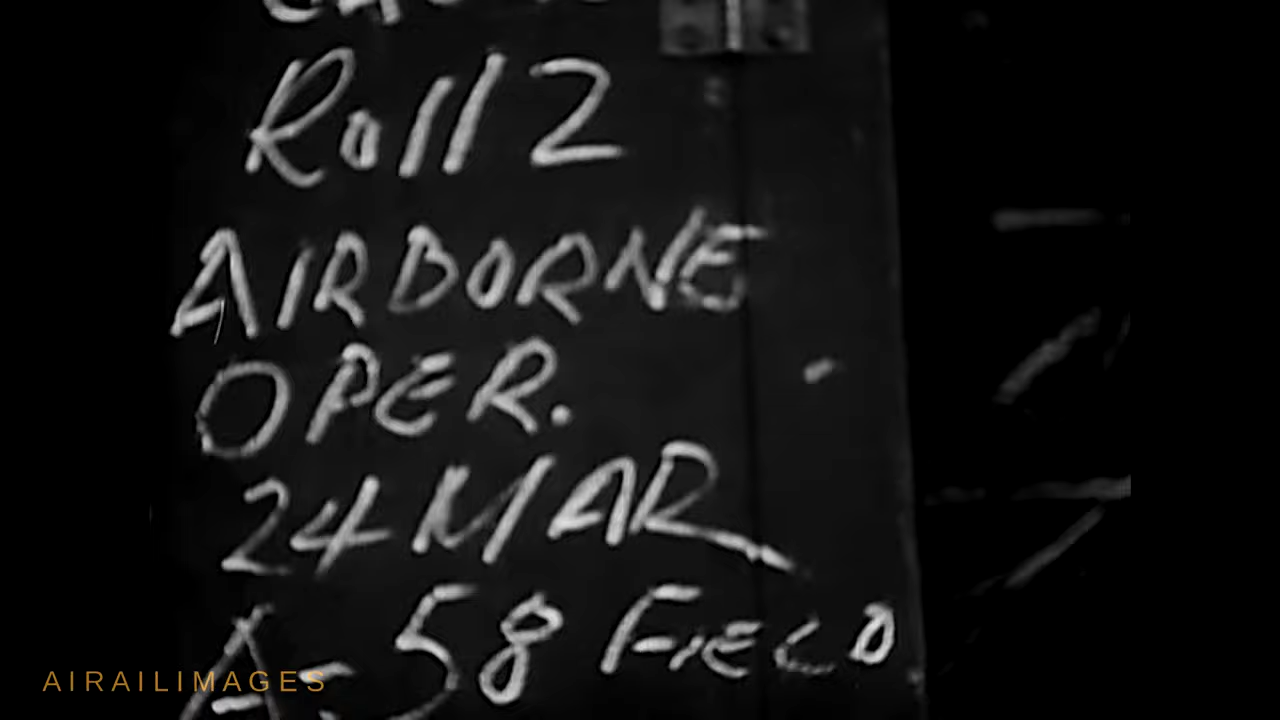 Roll 2
AIRBORNE
OPER.
24 MAR
A-58 FIELD
AIRAILIMAGES